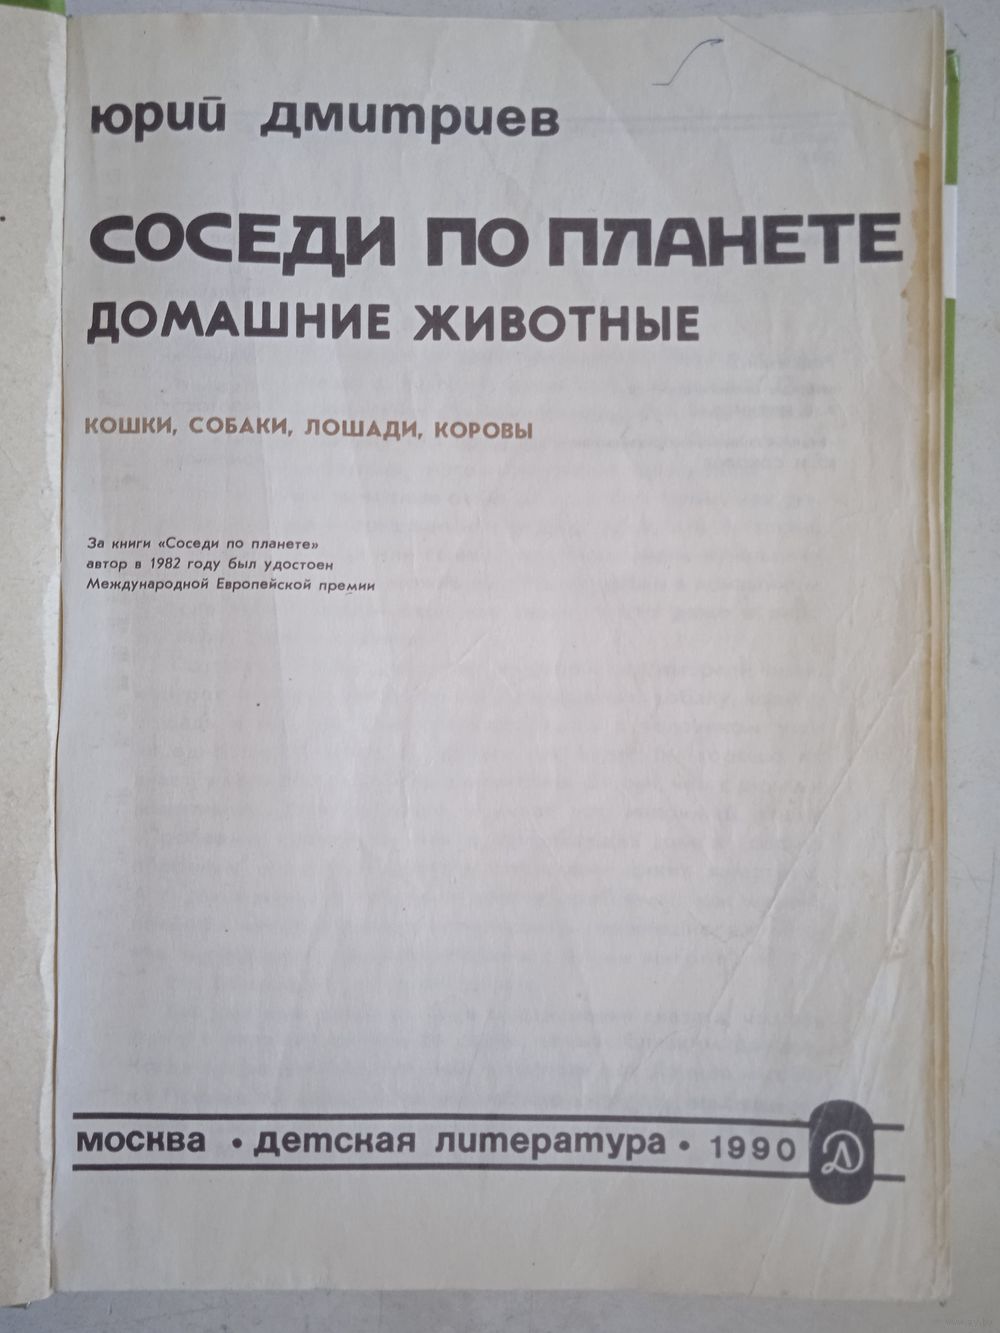 юрий дмитриев
СОСЕДИ ПО ПЛАНЕТЕ
ДОМАШНИЕ ЖИВОТНЫЕ
КОШКИ, СОБАКИ, ЛОШАДИ, КОРОВЫ
За книги «Соседи по планете»
автор в 1982 году был удостоен
Международной Европейской премии
москва • детская литература • 1990